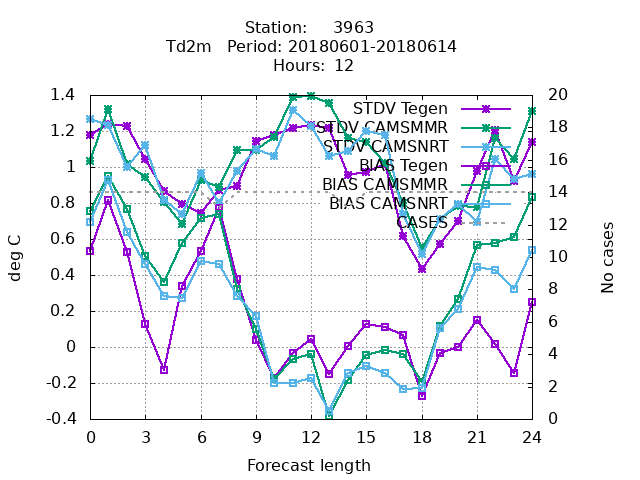 Station:     3963
Td2m   Period: 20180601-20180614
Hours:  12
1.4
1.2
1
0.8
0.6
0.4
0.2
0
-0.2
-0.4
20
18
16
14
12
10
8
6
4
2
0
STDV Tegen
STDV CAMSMMR
STDV CAMSNRT
BIAS Tegen
BIAS CAMSMMR
BIAS CAMSNRT
CASES
deg C
No cases
0 3 6 9 12 15 18 21 24
Forecast length